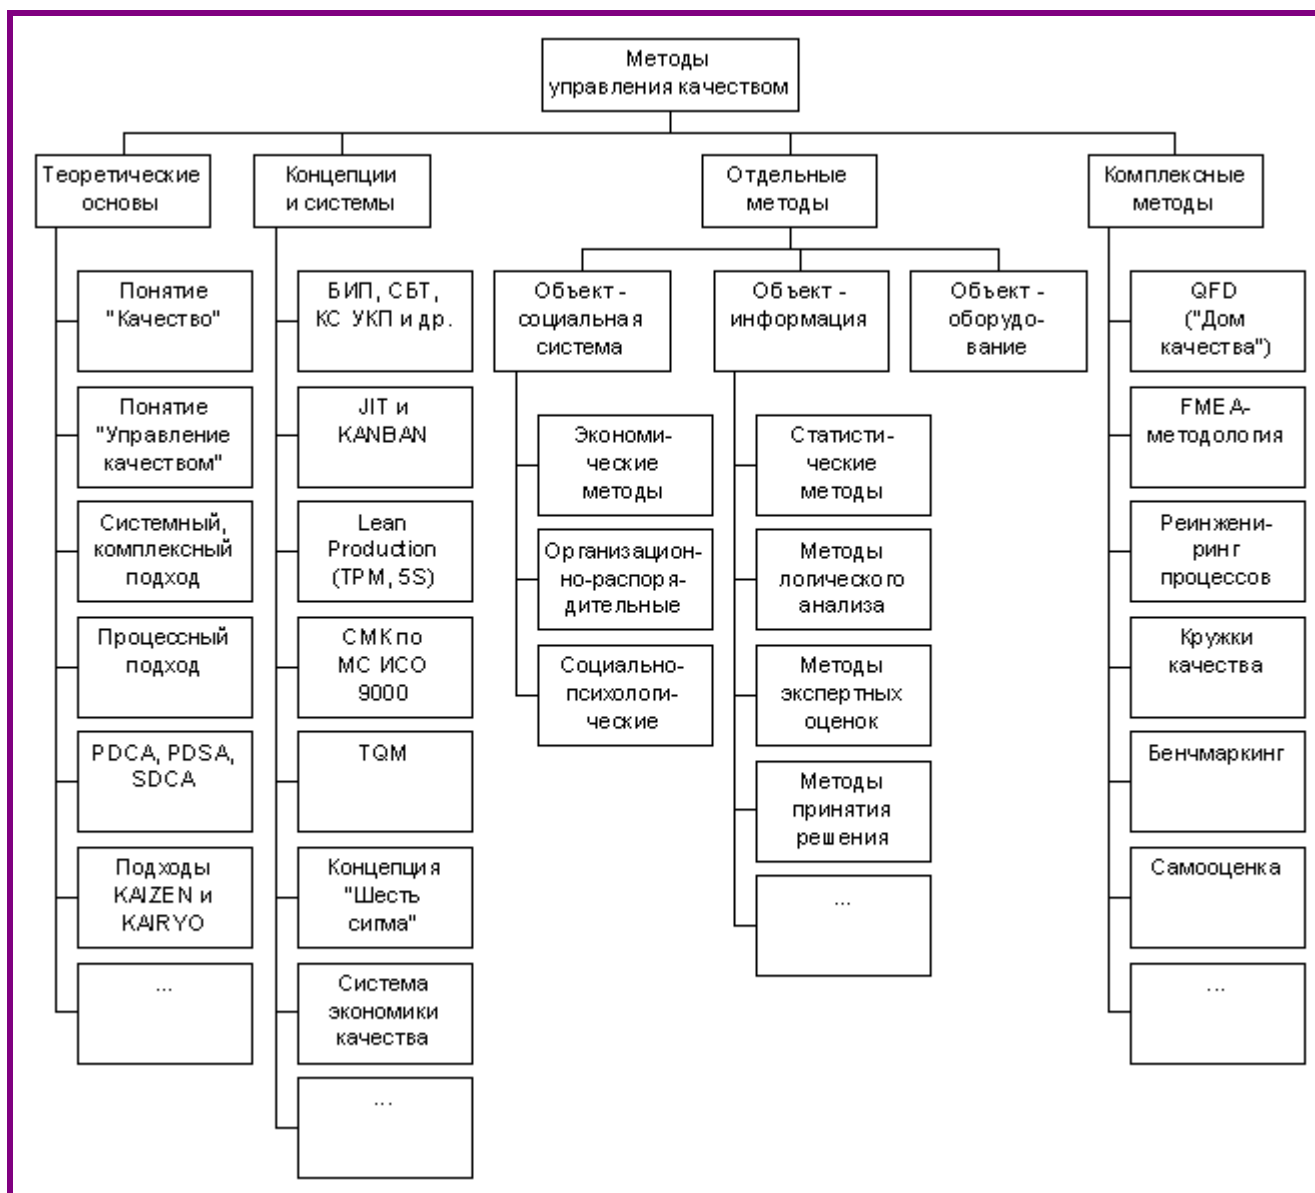 Методы
управления качеством
Теоретические
основы
Концепции
и системы
Отдельные
методы
Комплексные
методы
Понятие
"Качество"
Понятие
"Управление
качеством"
Системный,
комплексный
подход
Процессный
подход
PDCA, PDSA,
SDCA
Подходы
KAIZEN и
KAIRYO
...
БИП, СБТ,
КС УКП и др.
JIT и
KANBAN
Lean
Production
(TPM, 5S)
СМК по
МС ИСО
9000
TQM
Концепция
"Шесть
сигма"
Система
экономики
качества
...
Объект -
социальная
система
Экономи-
ческие
методы
Организацион-
но-распоря-
дительные
Социально-
психологи-
ческие
Объект -
информация
Статисти-
ческие
методы
Методы
логического
анализа
Методы
экспертных
оценок
Методы
принятия
решения
...
Объект -
оборудо-
вание
QFD
("Дом
качества")
FMEA-
методология
Реинжени-
ринг
процессов
Кружки
качества
Бенчмаркинг
Самооценка
...